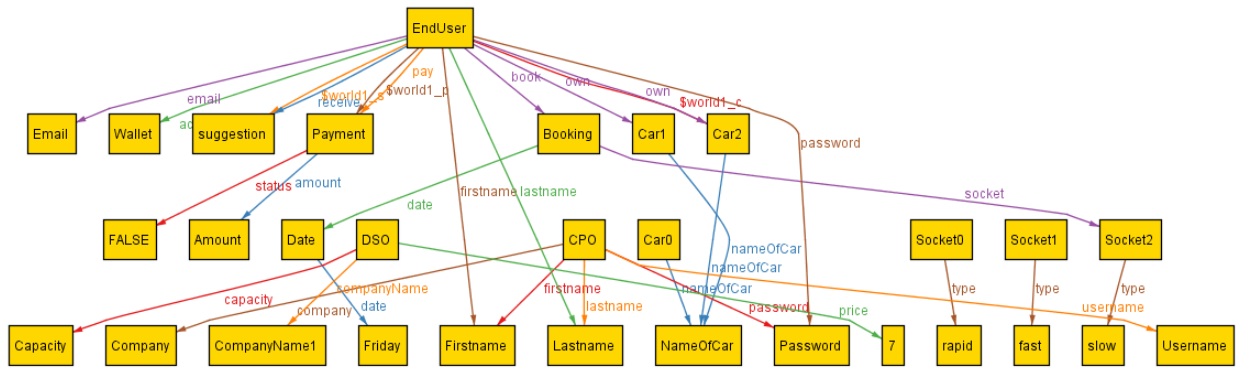 EndUser
pay
$world1_s
receive
$world1_p
book
own
own
$world1_c
email
Email
Wallet
suggestion
Payment
Booking
Car1
Car2
password
status
amount
firstname
lastname
date
socket
FALSE
Amount
Date
DSO
CPO
Car0
Socket0
Socket1
Socket2
nameOfCar
nameOfCar
nameOfCar
capacity
company
companyName
date
firstname
lastname
password
price
type
type
type
username
Capacity
Company
CompanyName1
Friday
Firstname
Lastname
NameOfCar
Password
7
rapid
fast
slow
Username